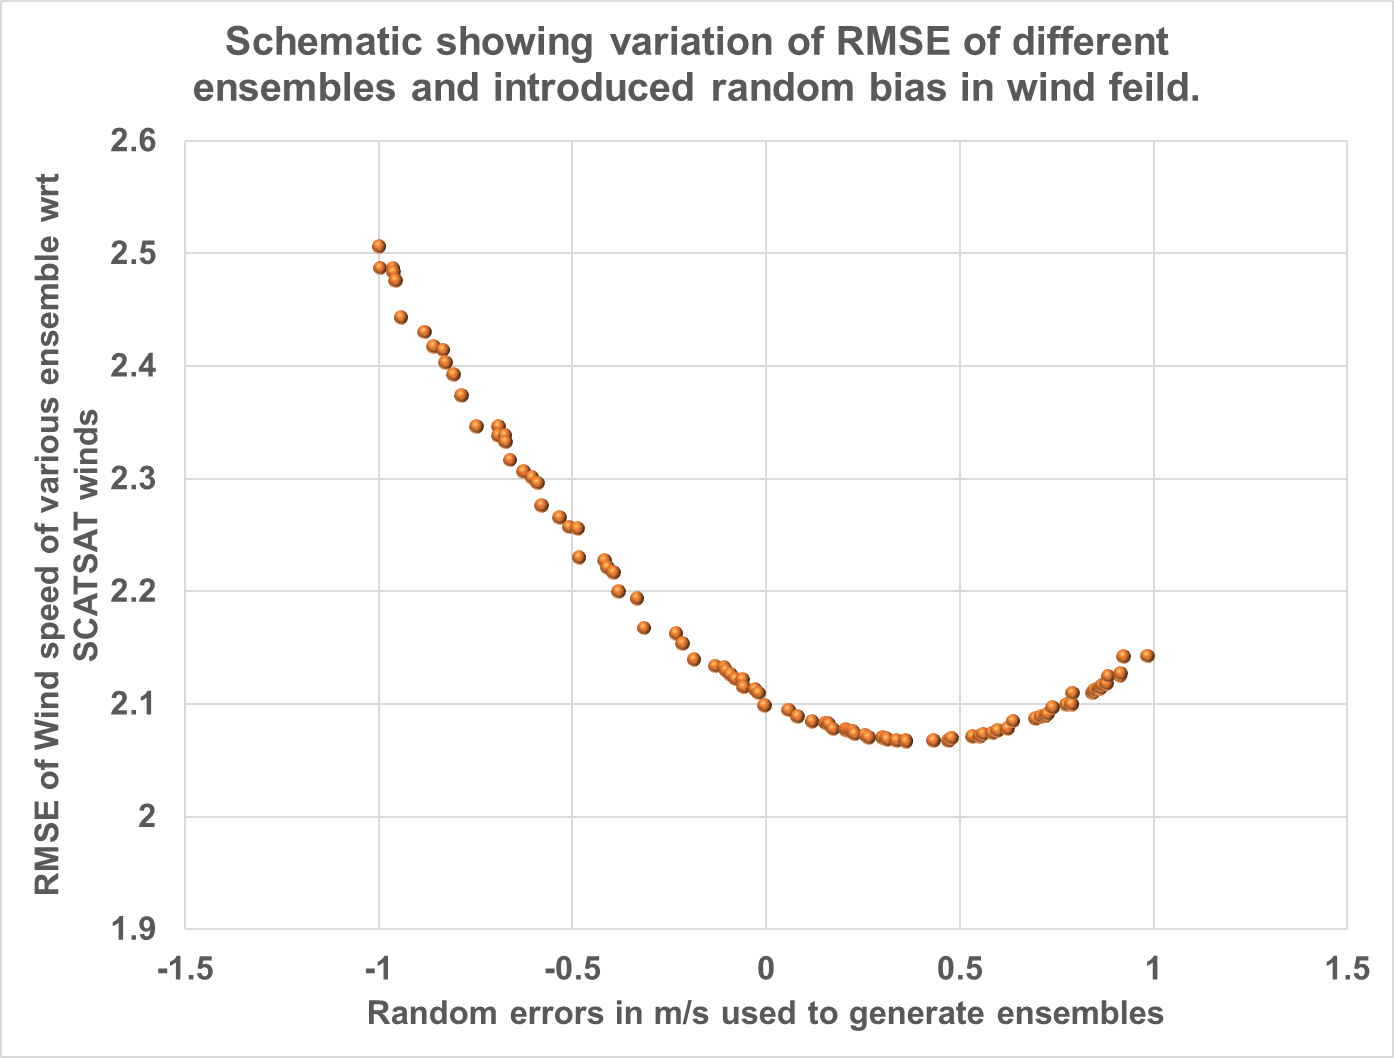 Schematic showing variation of RMSE of different
ensembles and introduced random bias in wind feild.
RMSE of Wind speed of various ensemble wrt
SCATSAT winds
2.6
2.5
2.4
2.3
2.2
2.1
2
1.9
-1.5 -1 -0.5 0 0.5 1 1.5
Random errors in m/s used to generate ensembles